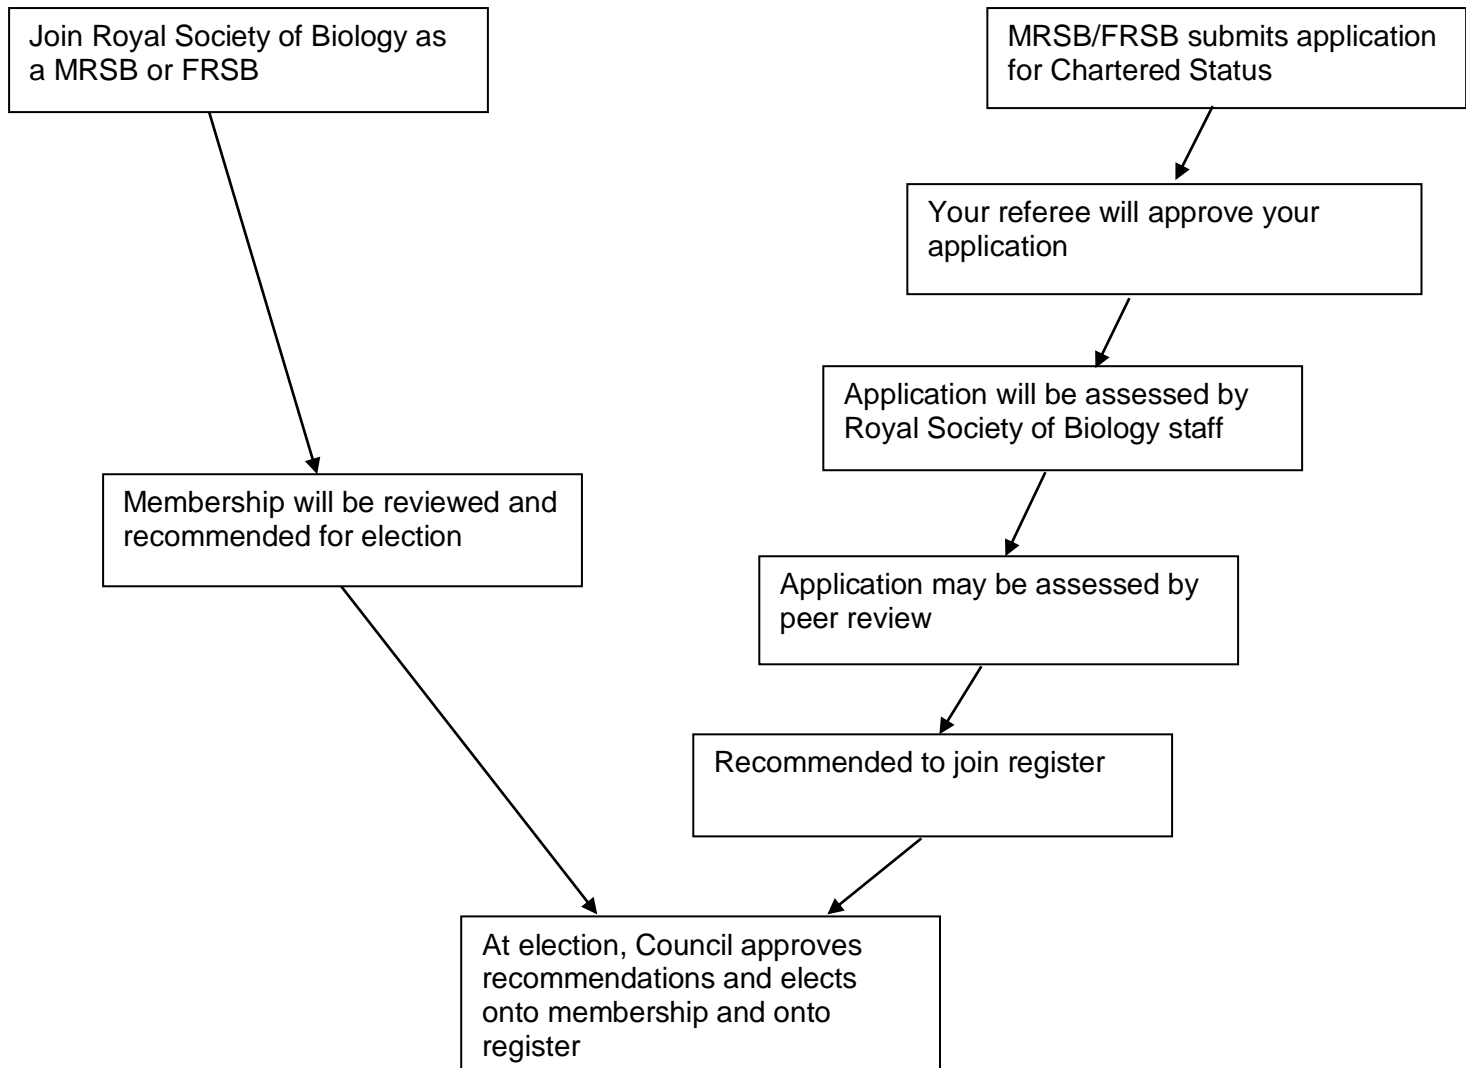 Join Royal Society of Biology as
a MRSB or FRSB
MRSB/FRSB submits application
for Chartered Status
Your referee will approve your
application
Application will be assessed by
Royal Society of Biology staff
Membership will be reviewed and
recommended for election
Application may be assessed by
peer review
Recommended to join register
At election, Council approves
recommendations and elects
onto membership and onto
register